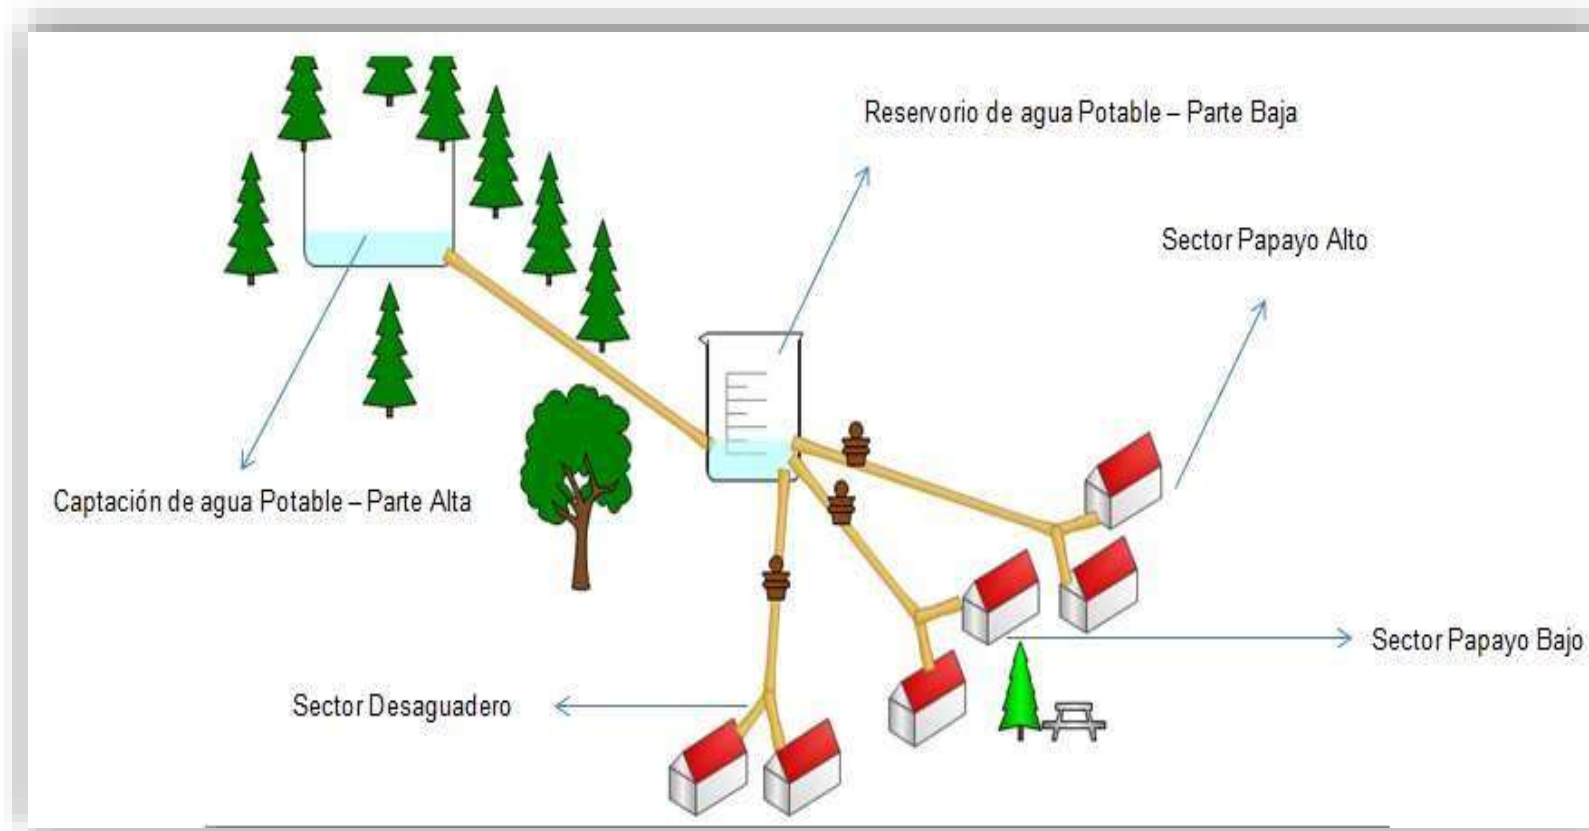 Reservorio de agua Potable – Parte Baja
Sector Papayo Alto
Captación de agua Potable – Parte Alta
Sector Papayo Bajo
Sector Desaguadero